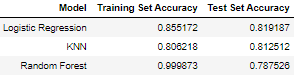 Model Training Set Accuracy Test Set Accuracy
Logistic Regression 0.855172 0.819187
KNN 0.806218 0.812512
Random Forest 0.999873 0.787526